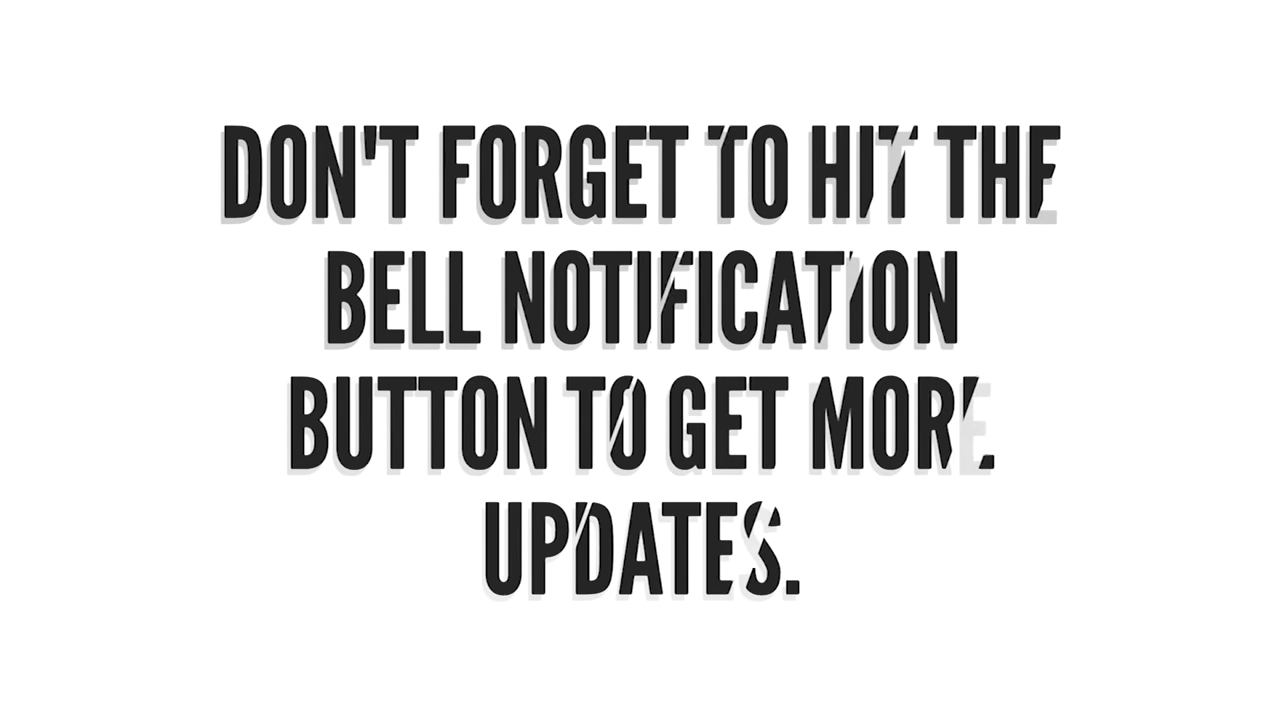 DON'T FORGET TO HIT THE
BELL NOTIFICATION
BUTTON TO GET MORE
UPDATES.